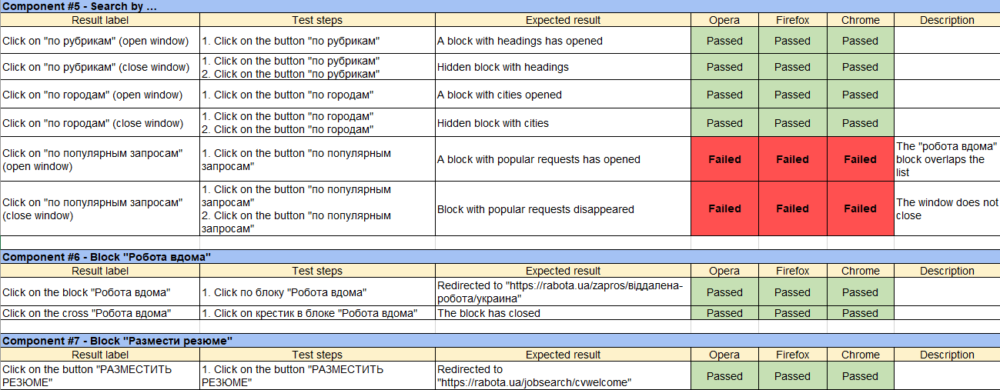 Component #5 - Search by ...
Result label Test steps Expected result Opera Firefox Chrome Description
Click on "по рубрикам" (open window) 1. Click on the button "по рубрикам" A block with headings has opened Passed Passed Passed
Click on "по рубрикам" (close window) 1. Click on the button "по рубрикам"
2. Click on the button "по рубрикам" Hidden block with headings Passed Passed Passed
Click on "по городам" (open window) 1. Click on the button "по городам" A block with cities opened Passed Passed Passed
Click on "по городам" (close window) 1. Click on the button "по городам"
2. Click on the button "по городам" Hidden block with cities Passed Passed Passed
Click on "по популярным запросам"
(open window)
1. Click on the button "по популярным
запросам"
A block with popular requests has opened Failed Failed Failed
The "робота вдома"
block overlaps the
list
Click on "по популярным запросам"
(close window)
1. Click on the button "по популярным
запросам"
2. Click on the button "по популярным
запросам"
Block with popular requests disappeared Failed Failed Failed
The window does not
close
Component #6 - Block "Робота вдома"
Result label Test steps Expected result Opera Firefox Chrome Description
Click on the block "Робота вдома" 1. Click по блоку "Робота вдома"
Redirected to "https://rabota.ua/zapros/віддалена-
робота/украина"
Passed Passed Passed
Click on the cross "Робота вдома" 1. Click on крестик в блоке "Робота вдома" The block has closed Passed Passed Passed
Component #7 - Block "Размести резюме"
Result label Test steps Expected result Opera Firefox Chrome Description
Click on the button "РАЗМЕСТИТЬ
РЕЗЮМЕ"
1. Click on the button "РАЗМЕСТИТЬ
РЕЗЮМЕ"
Redirected to
"https://rabota.ua/jobsearch/cvwelcome"
Passed Passed Passed